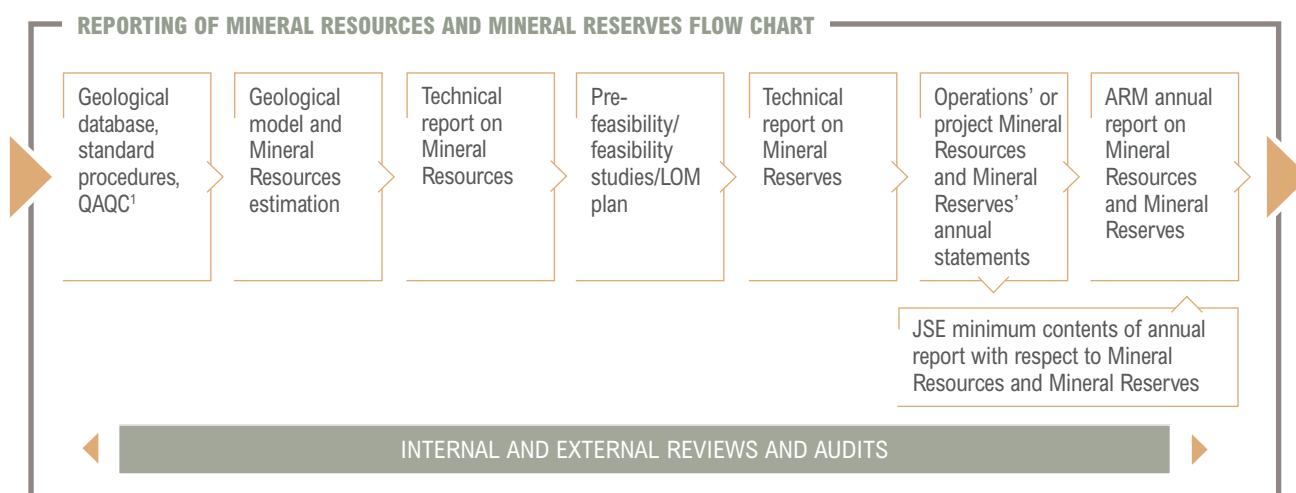 REPORTING OF MINERAL RESOURCES AND MINERAL RESERVES FLOW CHART
Geological
database,
standard
procedures,
QAQC¹
Geological
model and
Mineral
Resources
estimation
Technical
report on
Mineral
Resources
Pre-
feasibility/
feasibility
studies/LOM
plan
Technical
report on
Mineral
Reserves
Operations’ or
project Mineral
Resources
and Mineral
Reserves’
annual
statements
ARM annual
report on
Mineral
Resources
and Mineral
Reserves
JSE minimum contents of annual
report with respect to Mineral
Resources and Mineral Reserves
INTERNAL AND EXTERNAL REVIEWS AND AUDITS